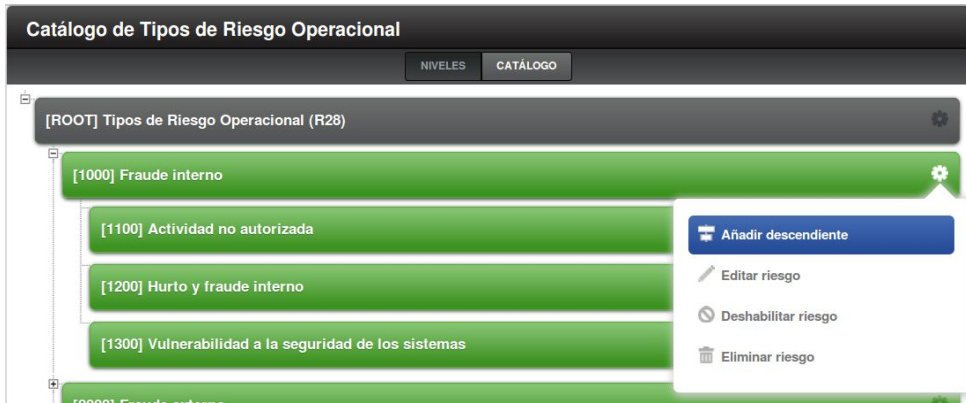 Catálogo de Tipos de Riesgo Operacional
NIVELES CATÁLOGO
[ROOT] Tipos de Riesgo Operacional (R28)
[1000] Fraude interno
[1100] Actividad no autorizada
Añadir descendiente
Editar riesgo
[1200] Hurto y fraude interno
Deshabilitar riesgo
[1300] Vulnerabilidad a la seguridad de los sistemas
Eliminar riesgo